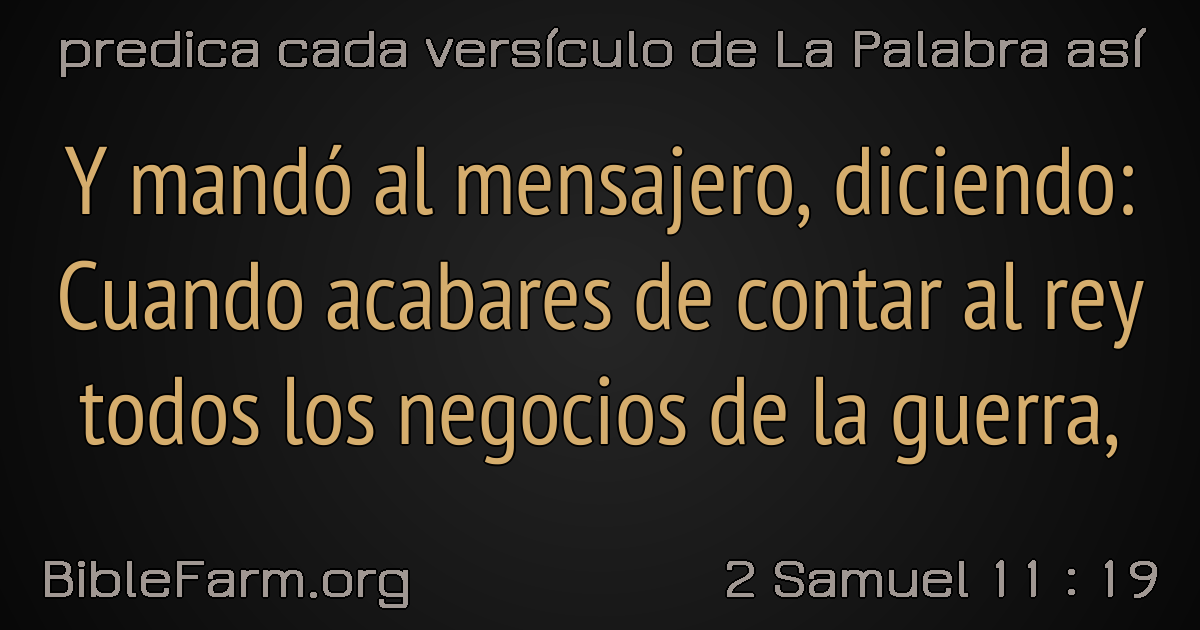 predica cada versículo de La Palabra así
Y mandó al mensajero, diciendo:
Cuando acabares de contar al rey
todos los negocios de la guerra,
BibleFarm.org
2 Samuel 11 : 19